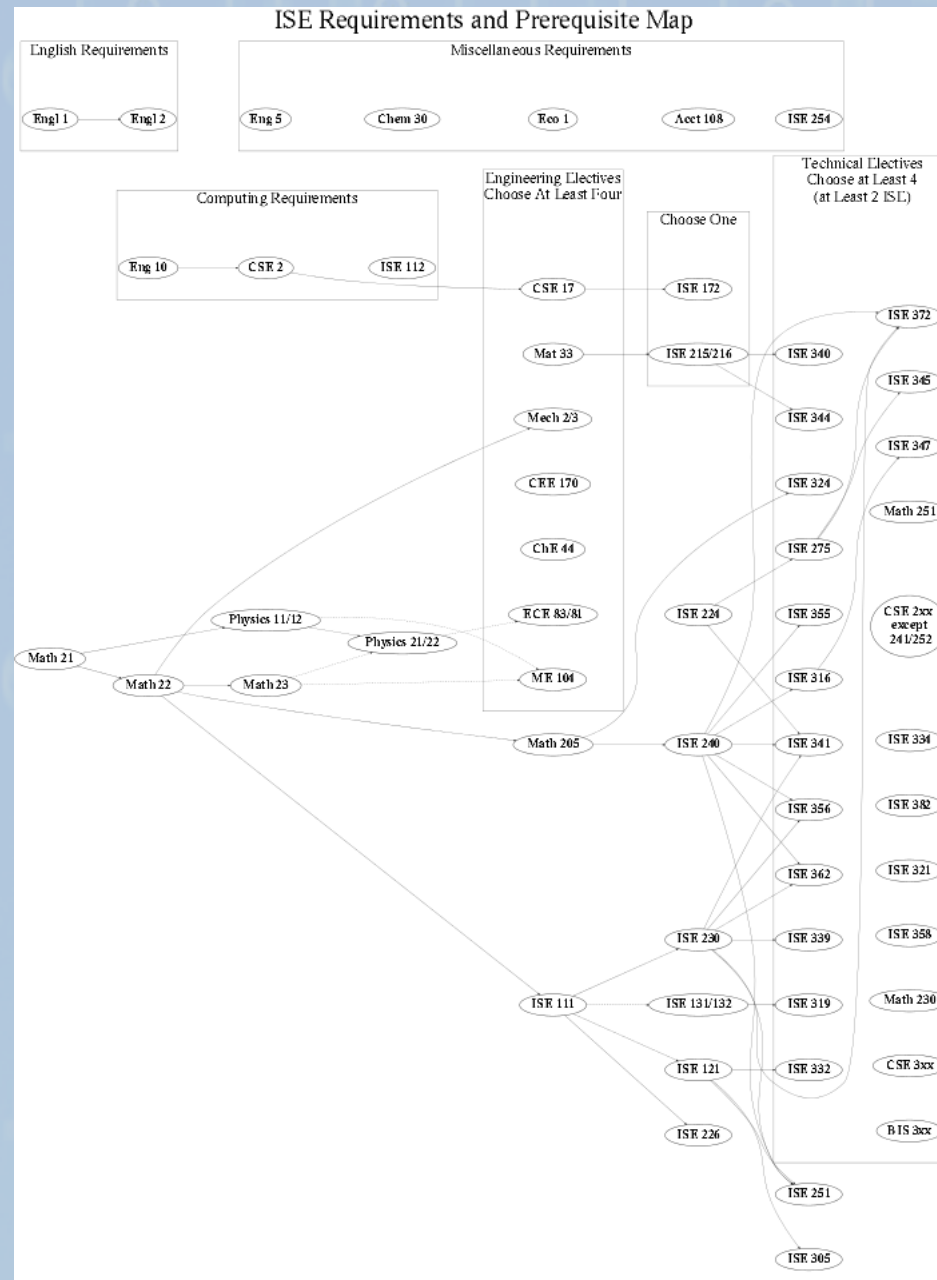 ISE Requirements and Prerequisite Map
English Requirements
Engl 1
Engl 2
Miscellaneous Requirements
Eng 5
Chem 30
Eco 1
Acct 108
ISE 254
Computing Requirements
Eng 10
CSE 2
ISE 112
Engineering Electives
Choose At Least Four
CSE 17
Mat 33
Mech 2/3
CEE 170
ChE 44
ECE 83/81
ME 104
Choose One
ISE 172
ISE 215/216
Technical Electives
Choose at Least 4
(at Least 2 ISE)
ISE 340
ISE 344
ISE 324
ISE 275
ISE 355
ISE 316
ISE 341
ISE 356
ISE 362
ISE 339
ISE 319
ISE 332
ISE 372
ISE 345
ISE 347
Math 251
CSE 2xx
except
241/252
ISE 334
ISE 382
ISE 321
ISE 358
Math 230
CSE 3xx
BIS 3xx
Math 21
Physics 11/12
Physics 21/22
Math 22
Math 23
Math 205
ISE 224
ISE 240
ISE 230
ISE 111
ISE 131/132
ISE 121
ISE 226
ISE 251
ISE 305